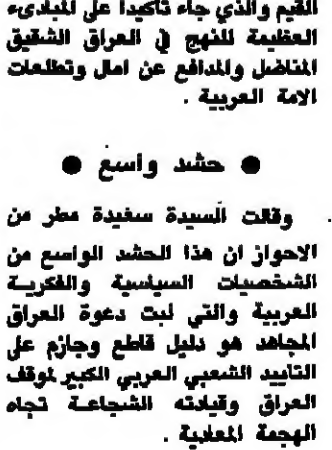 القيم والذي جاء تأكيدا على المبادىء
العظيمة للنهج في العراق الشقيق
المناضل والمدافع عن امال وتطلعات
الامة العربية .
● حشد واسع ●
وقالت السيدة سعيدة مطر من
الاحواز ان هذا الحشد الواسع من
الشخصيات السياسية والفكرية
العربية والتي لبت دعوة العراق
المجاهد هو دليل قاطع وجازم على
التأييد الشعبي العربي الكبير لموقف
العراق وقيادته الشجاعة تجاه
الهجمة المعادية .